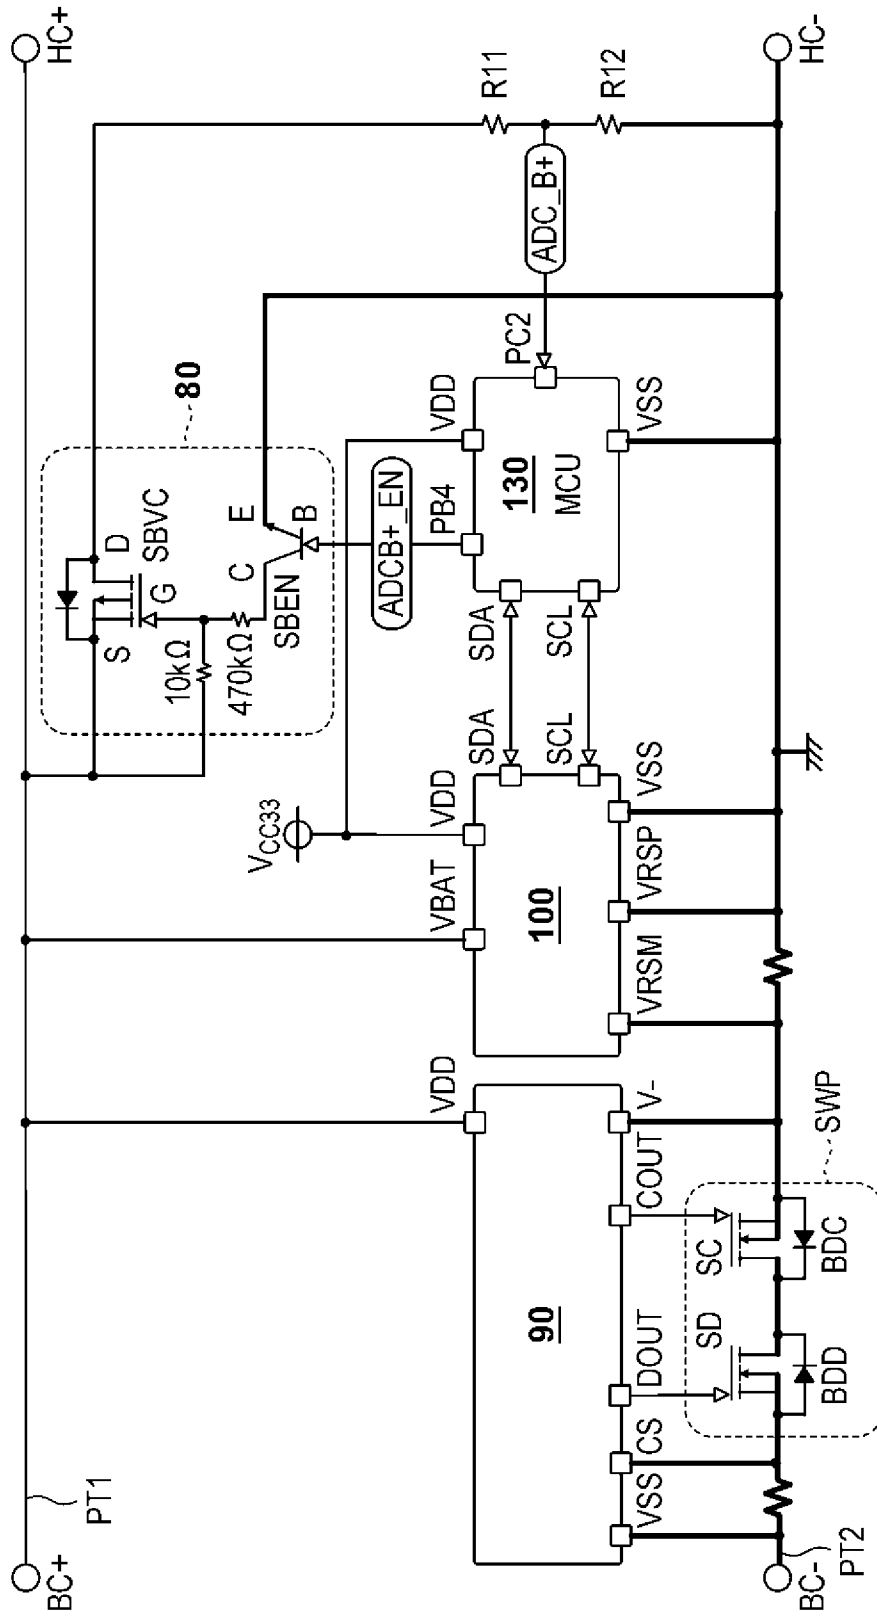 BC+
PT1
HC+
80
S
D
SBVC
G
10kΩ
470kΩ
C
E
SBEN
B
VCC33
ADCB+_EN
R11
R12
ADC_B+
VDD
VBAT
VDD
PB4
VDD
PC2
90
100
SDA
SCL
SDA
SCL
130
MCU
VSS
CS
DOUT
COUT
V-
VRSM
VRSP
VSS
VSS
SD
SC
BDD
BDC
SWP
PT2
BC-
HC-